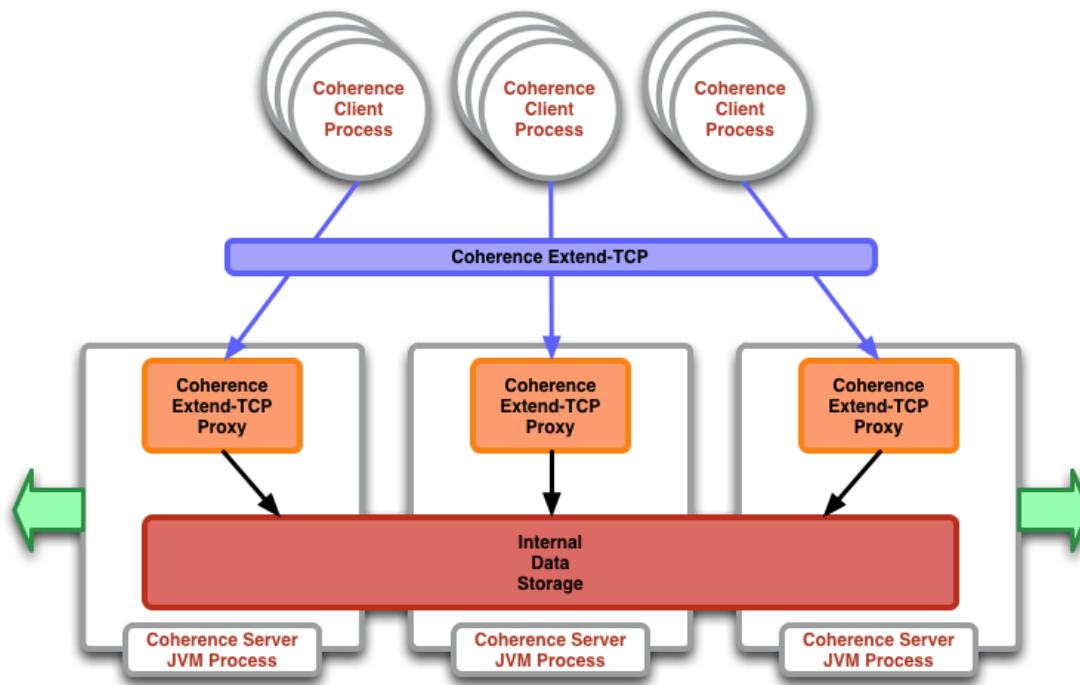 Coherence
Client
Process
Coherence
Client
Process
Coherence
Client
Process
Coherence Extend-TCP
Coherence
Extend-TCP
Proxy
Coherence
Extend-TCP
Proxy
Coherence
Extend-TCP
Proxy
Internal
Data
Storage
Coherence Server
JVM Process
Coherence Server
JVM Process
Coherence Server
JVM Process